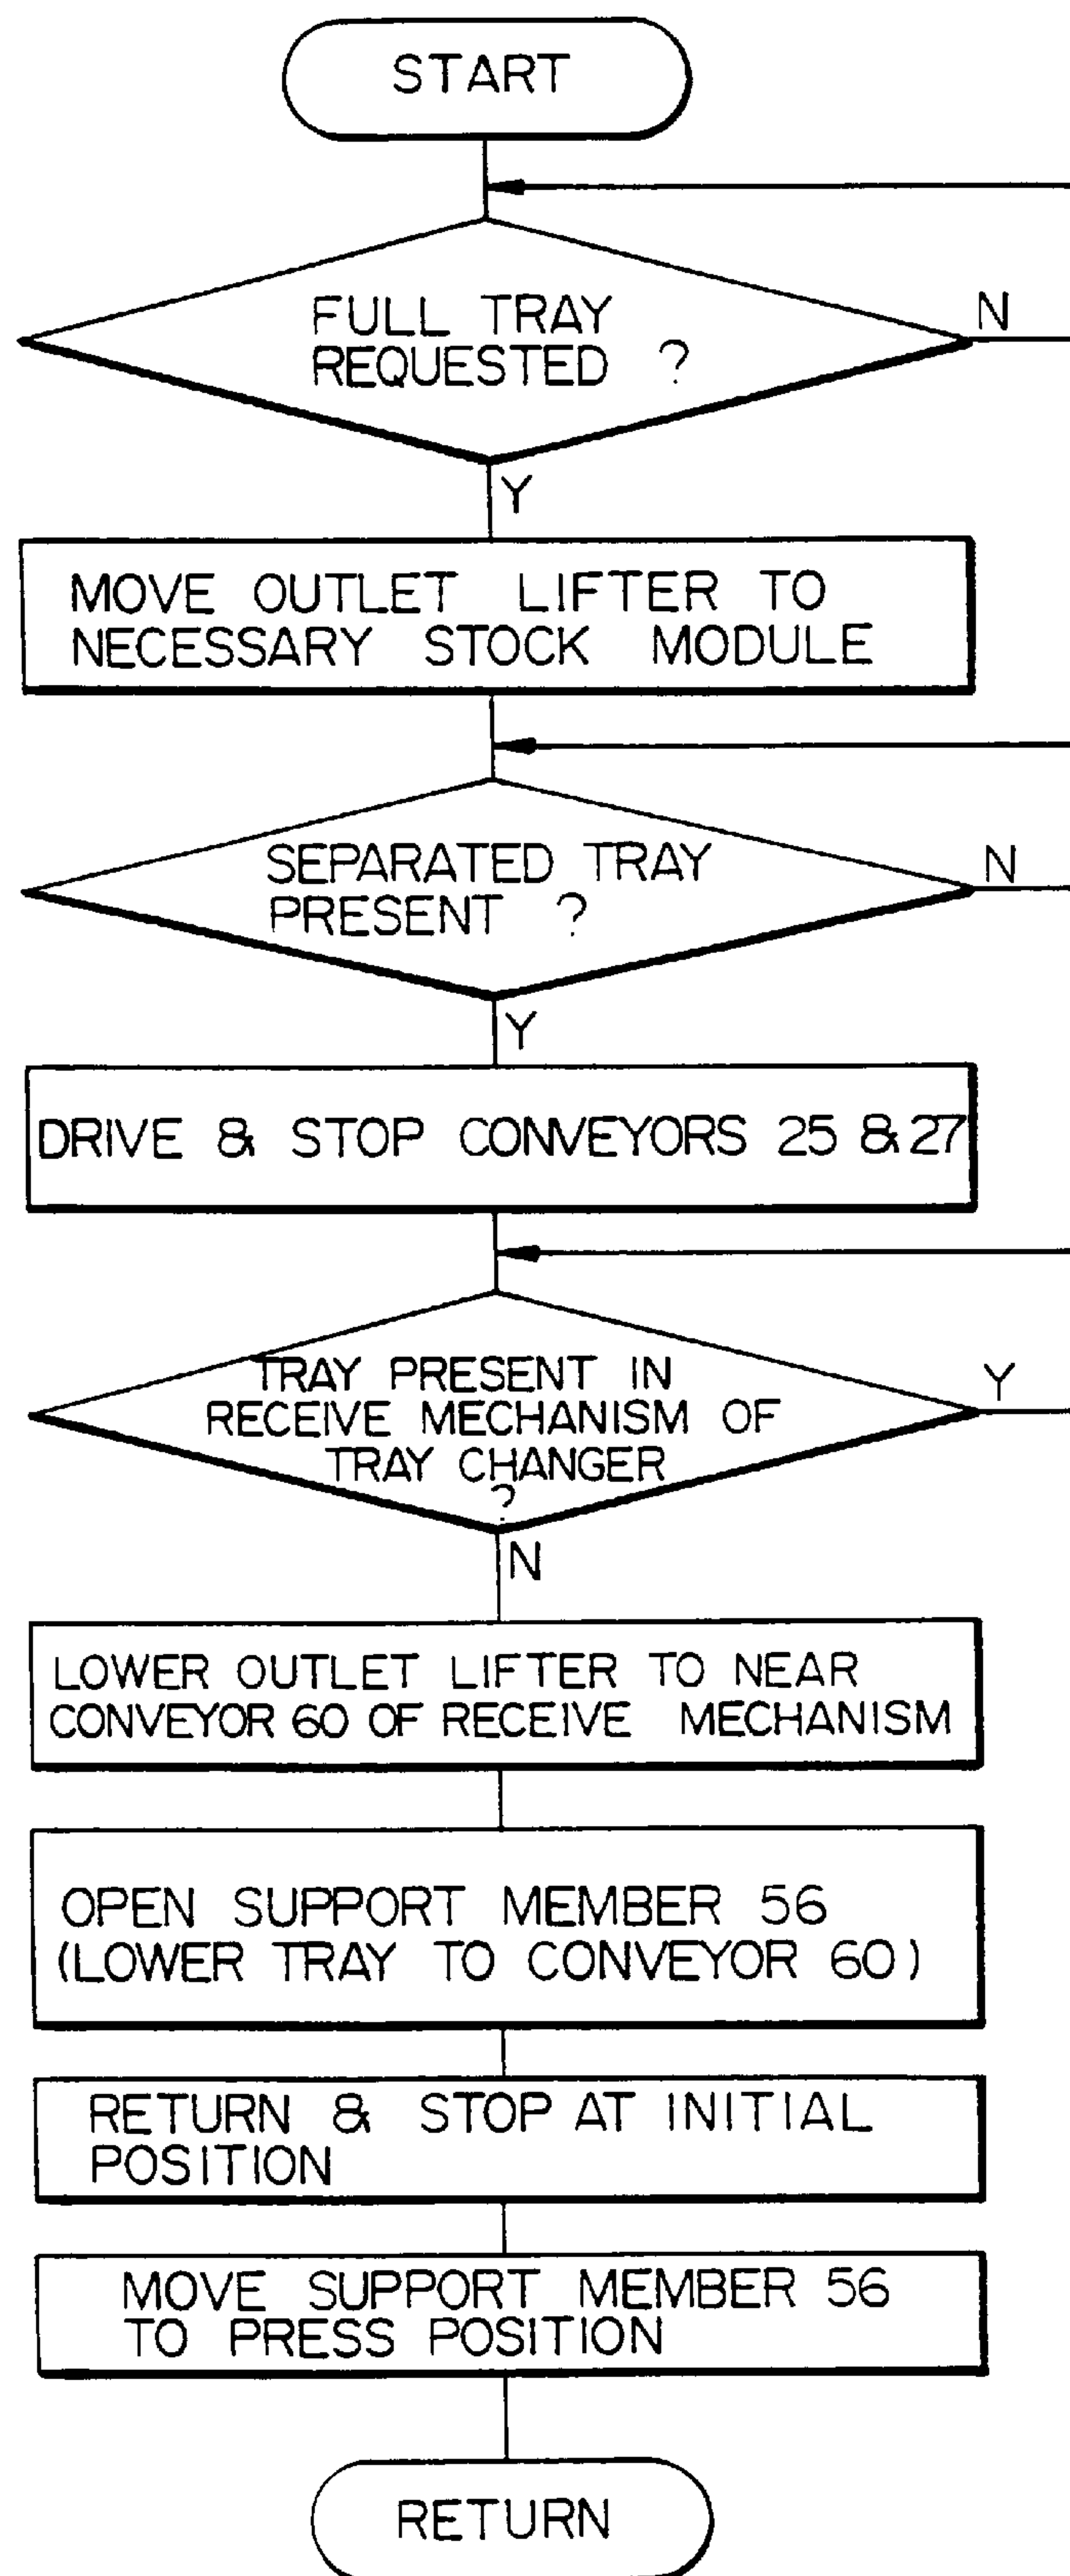 START
FULL TRAY
REQUESTED ?
N
Y
MOVE OUTLET LIFTER TO
NECESSARY STOCK MODULE
SEPARATED TRAY
PRESENT ?
N
Y
DRIVE & STOP CONVEYORS 25 & 27
TRAY PRESENT IN
RECEIVE MECHANISM OF
TRAY CHANGER
?
Y
N
LOWER OUTLET LIFTER TO NEAR
CONVEYOR 60 OF RECEIVE MECHANISM
OPEN SUPPORT MEMBER 56
(LOWER TRAY TO CONVEYOR 60)
RETURN & STOP AT INITIAL
POSITION
MOVE SUPPORT MEMBER 56
TO PRESS POSITION
RETURN